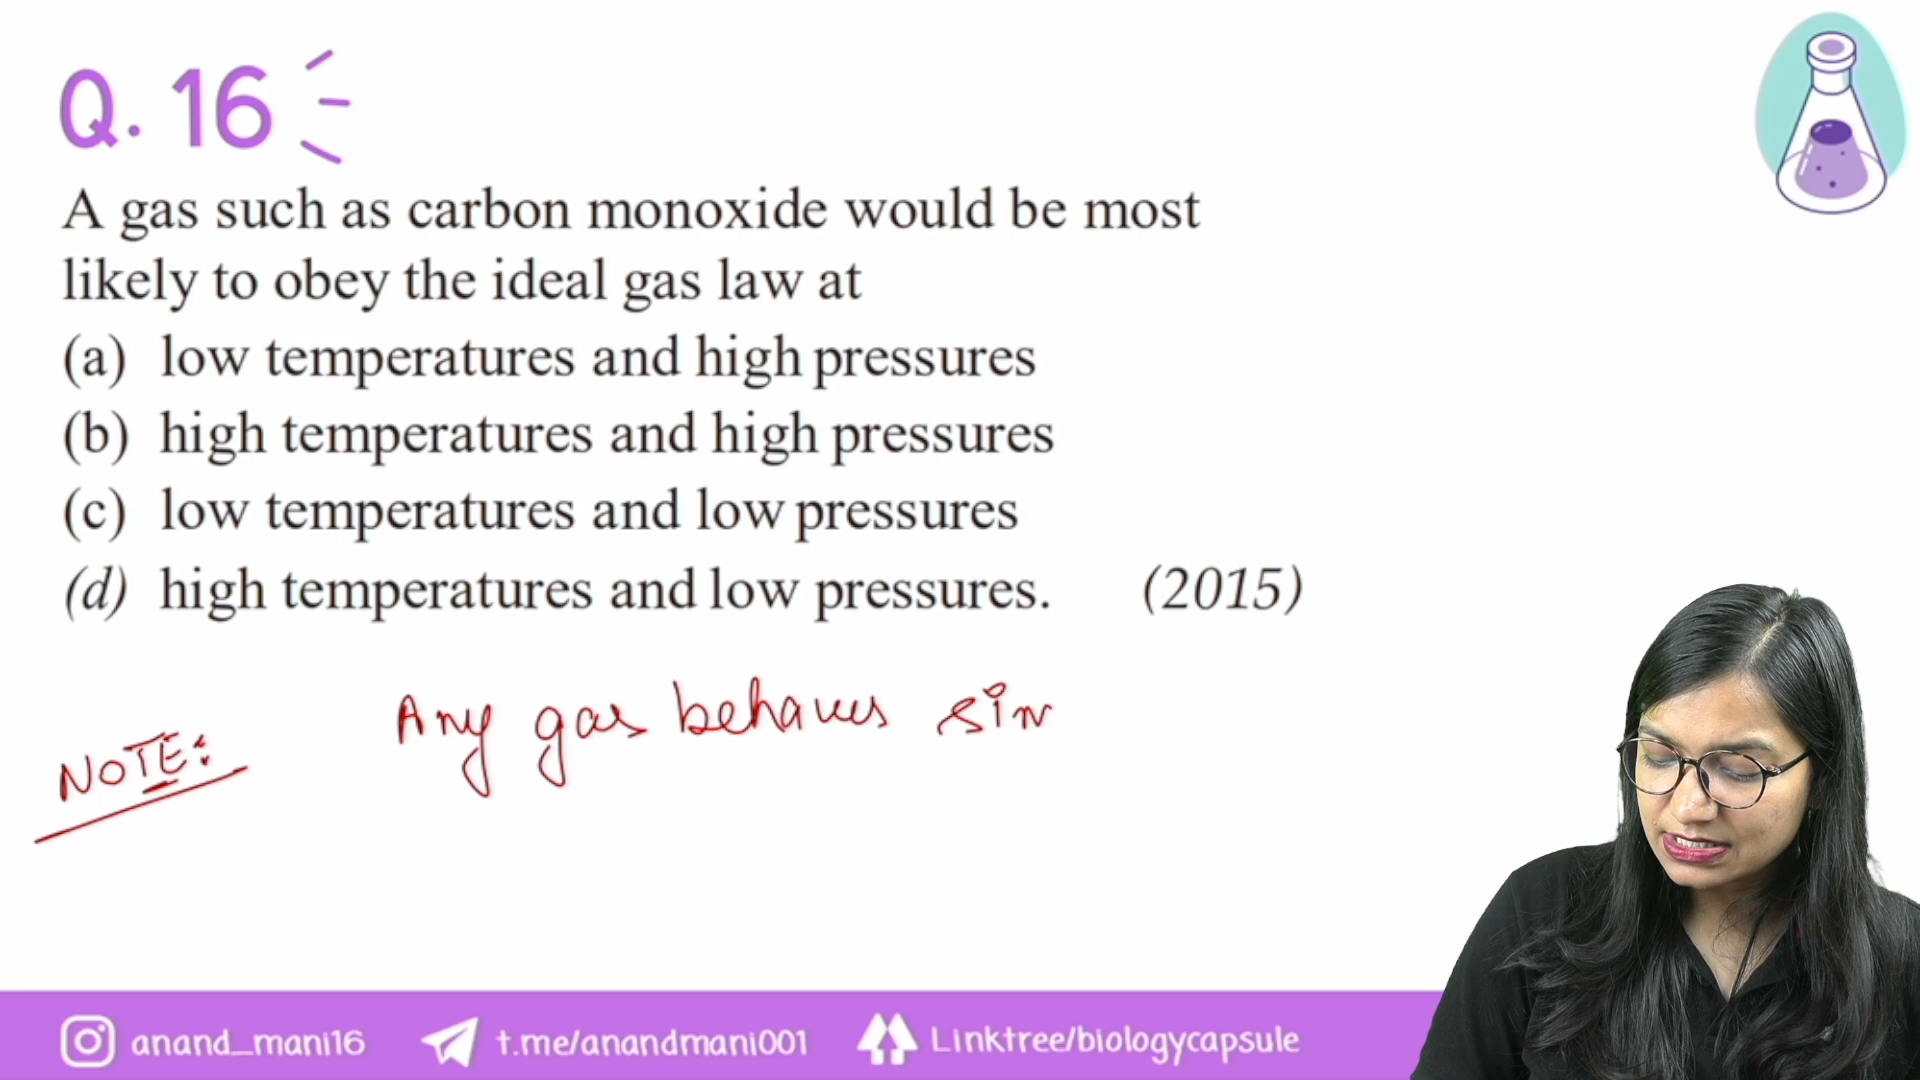 Q. 16
A gas such as carbon monoxide would be most
likely to obey the ideal gas law at
(a) low temperatures and high pressures
(b) high temperatures and high pressures
(c) low temperatures and low pressures
(d) high temperatures and low pressures. (2015)
NOTE: Any gas behaves sim
anand_mani16 t.me/anandmani001 Linktree/biologycapsule